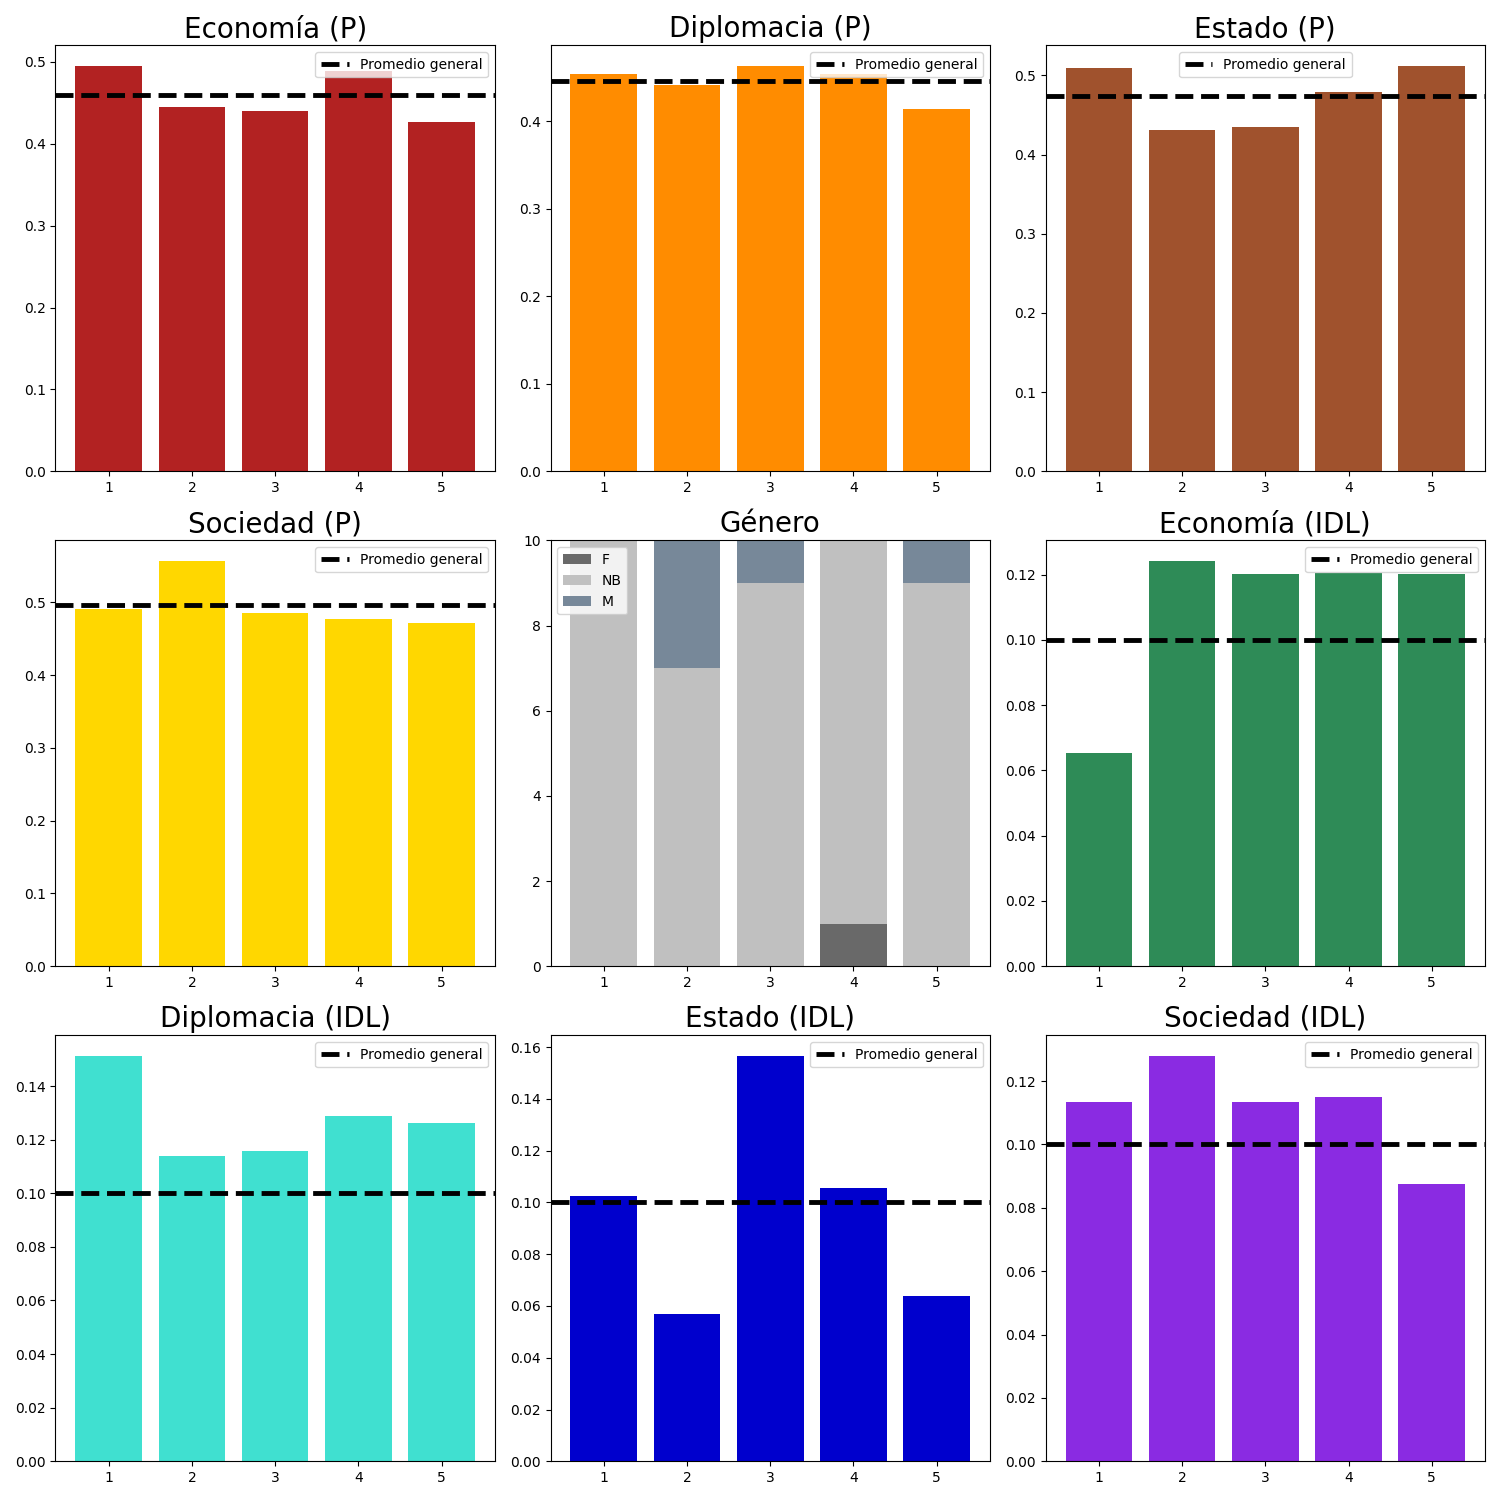 Economía (P)
Diplomacia (P)
Estado (P)
Promedio general
Promedio general
Promedio general
0.5
0.4
0.3
0.2
0.1
0.0
0.4
0.3
0.2
0.1
0.0
0.5
0.4
0.3
0.2
0.1
0.0
1 2 3 4 5
1 2 3 4 5
1 2 3 4 5
Sociedad (P)
Género
Economía (IDL)
Promedio general
F
NB
M
Promedio general
0.5
0.4
0.3
0.2
0.1
0.0
10
8
6
4
2
0
0.12
0.10
0.08
0.06
0.04
0.02
0.00
1 2 3 4 5
1 2 3 4 5
1 2 3 4 5
Diplomacia (IDL)
Estado (IDL)
Sociedad (IDL)
Promedio general
Promedio general
Promedio general
0.14
0.12
0.10
0.08
0.06
0.04
0.02
0.00
0.16
0.14
0.12
0.10
0.08
0.06
0.04
0.02
0.00
0.12
0.10
0.08
0.06
0.04
0.02
0.00
1 2 3 4 5
1 2 3 4 5
1 2 3 4 5